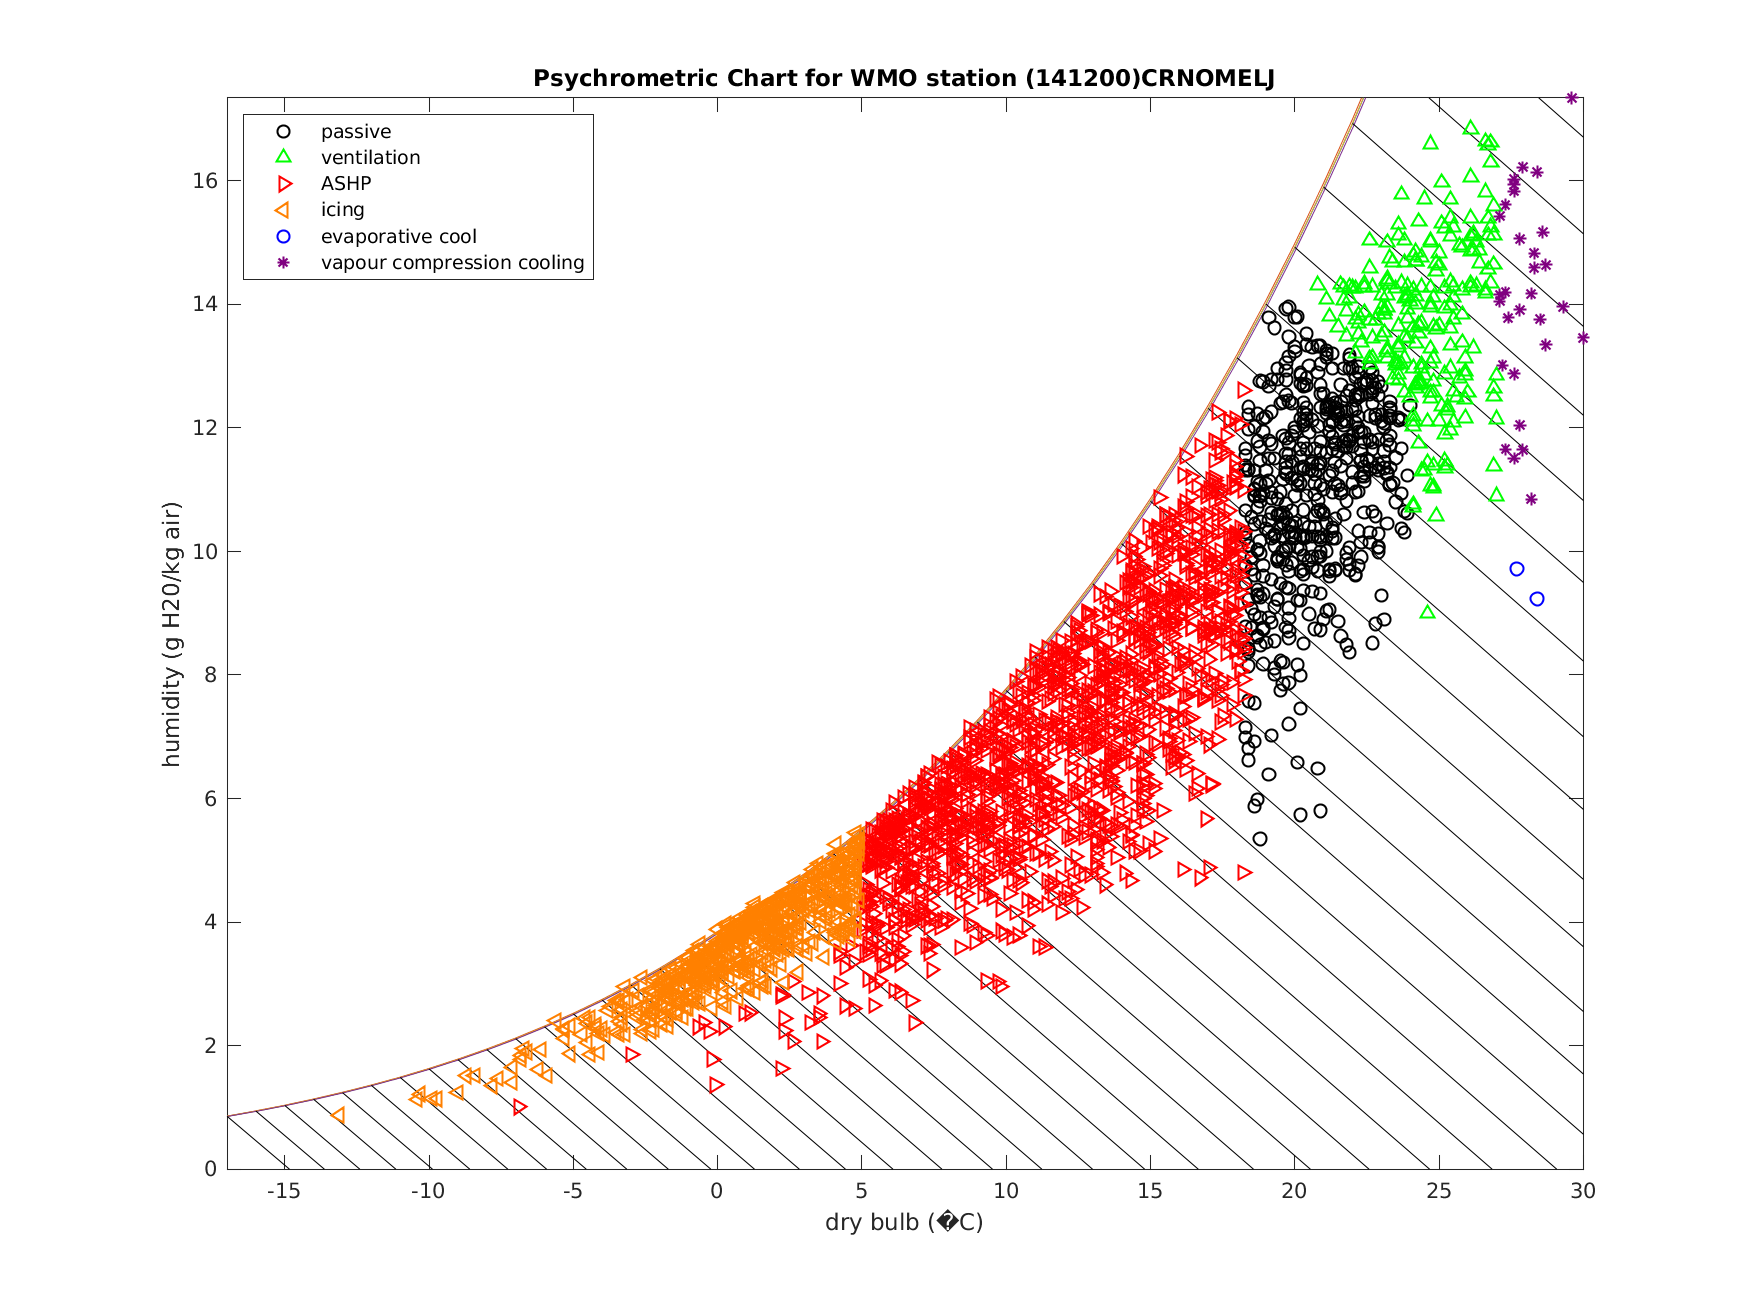 Psychrometric Chart for WMO station (141200)CRNOMELJ
passive
ventilation
ASHP
icing
evaporative cool
vapour compression cooling
humidity (g H20/kg air)
16
14
12
10
8
6
4
2
0
-15 -10 -5 0 5 10 15 20 25 30
dry bulb (�C)